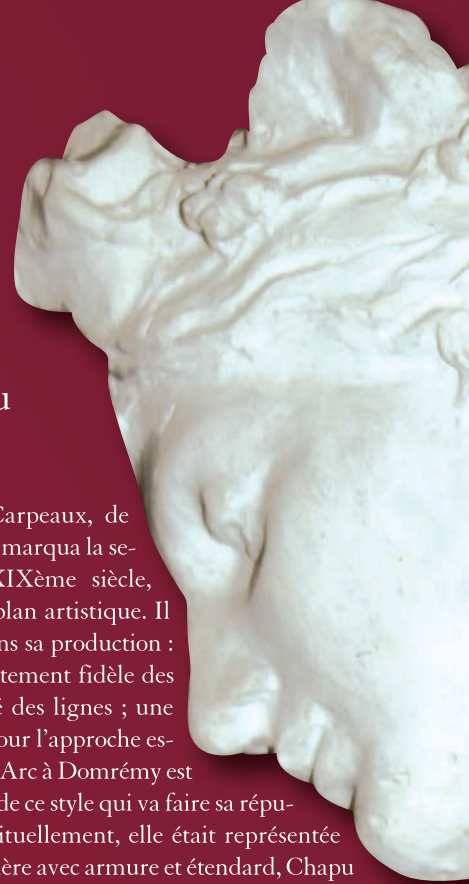 u
Carpeaux, de
marqua la se-
XIXème siècle,
plan artistique. Il
ns sa production :
tement fidèle des
é des lignes ; une
our l’approche es-
Arc à Domrémy est
de ce style qui va faire sa répu-
ituellement, elle était représentée
ère avec armure et étendard, Chapu